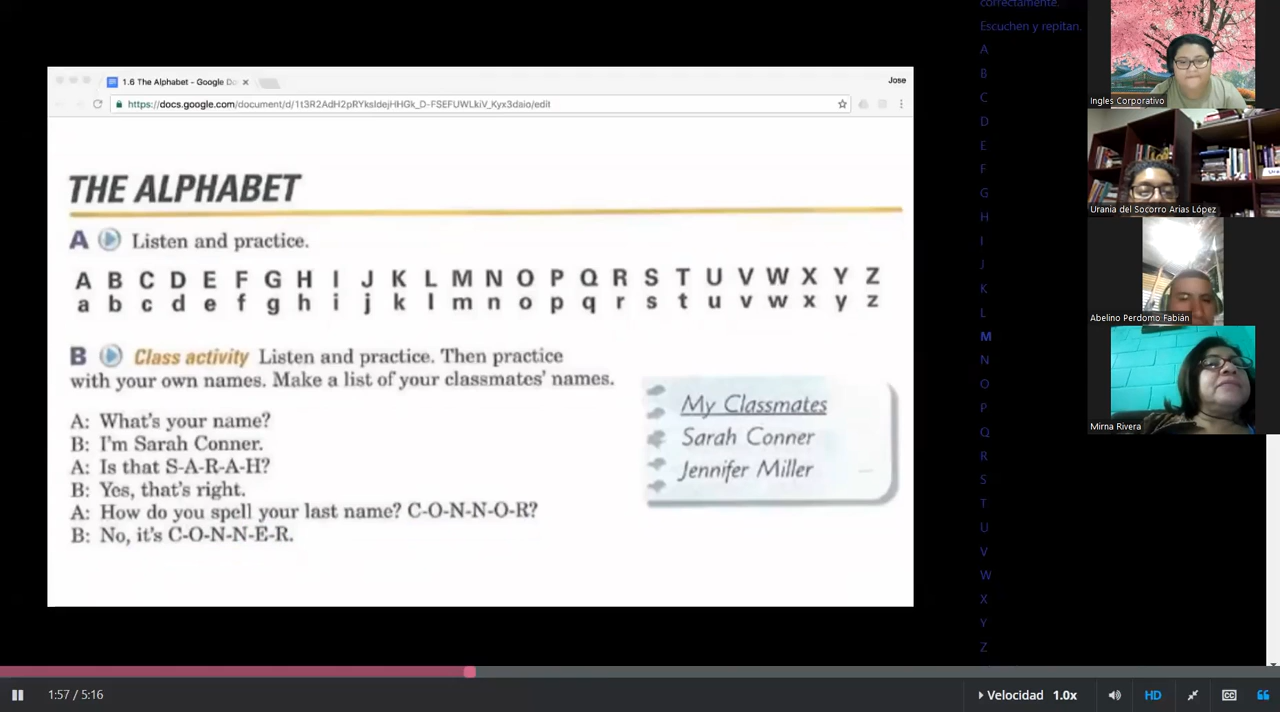 1.6 The Alphabet - Google Do
Jose
https://docs.google.com/document/d/1t3R2AdH2pRYksIdejHHGk_D-FSEFUWLkiV_Kyx3daio/edit
THE ALPHABET
A Listen and practice.
A B C D E F G H I J K L M N O P Q R S T U V W X Y Z
a b c d e f g h i j k l m n o p q r s t u v w x y z
B Class activity Listen and practice. Then practice
with your own names. Make a list of your classmates' names.
A: What's your name?
B: I'm Sarah Conner.
A: Is that S-A-R-A-H?
B: Yes, that's right.
A: How do you spell your last name? C-O-N-N-O-R?
B: No, it's C-O-N-N-E-R.
My Classmates
Sarah Conner
Jennifer Miller
correctamente.
Escuchen y repitan.
A
B
C
D
E
F
G
H
I
J
K
L
M
N
O
P
Q
R
S
T
U
V
W
X
Y
Z
Ingles Corporativo
Urania del Socorro Arias López
Abelino Perdomo Fabián
Mirna Rivera
1:57 / 5:16
Velocidad 1.0x
HD
CC